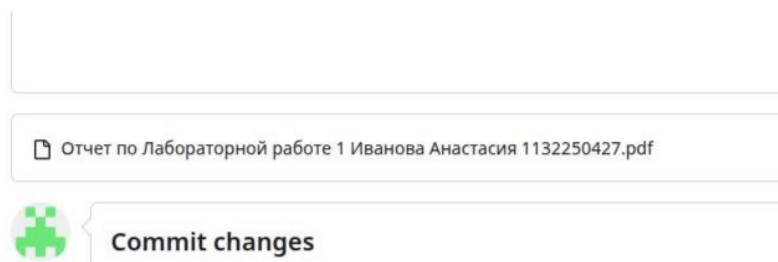 Отчет по Лабораторной работе 1 Иванова Анастасия 1132250427.pdf
Commit changes